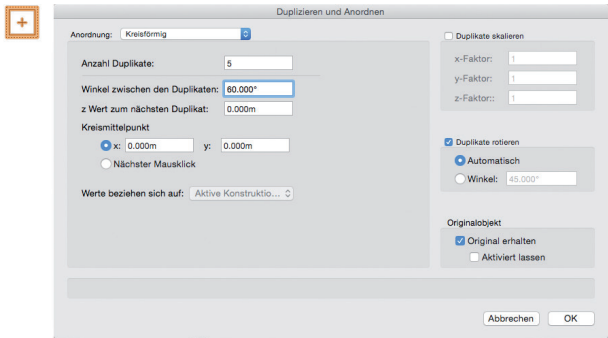 Duplizieren und Anordnen
Anordnung: Kreisförmig
Anzahl Duplikate: 5
Winkel zwischen den Duplikaten: 60.000°
z Wert zum nächsten Duplikat: 0.000m
Kreismittelpunkt
x: 0.000m y: 0.000m
Nächster Mausklick
Werte beziehen sich auf: Aktive Konstruktio...
Duplikate skalieren
x-Faktor: 1
y-Faktor: 1
z-Faktor:: 1
Duplikate rotieren
Automatisch
Winkel: 45.000°
Originalobjekt
Original erhalten
Aktiviert lassen
Abbrechen OK